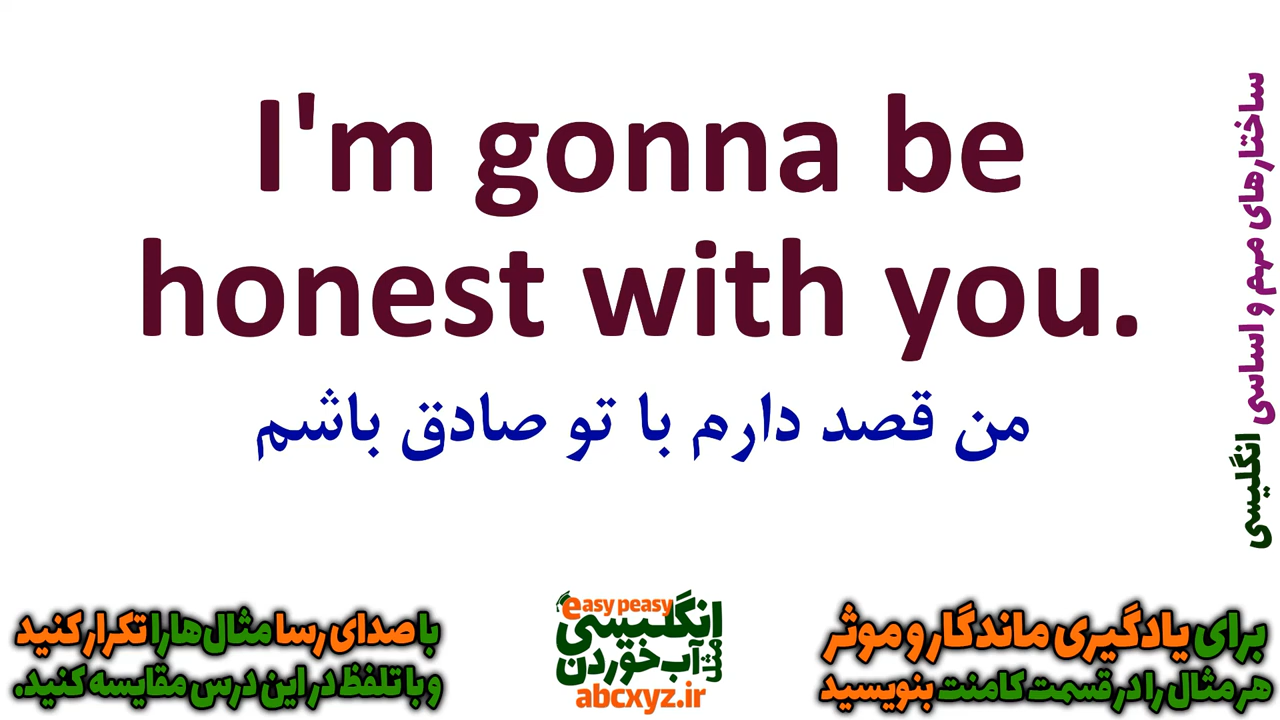 I'm gonna be
honest with you.
من قصد دارم با تو صادق باشم
ساختارهای مهم و اساسی انگلیسی
برای یادگیری ماندگار و موثر
هر مثال را در قسمت کامنت بنویسید
easy peasy
انگلیسی
مثل آب خوردن
abcxyz.ir
با صدای رسا مثال‌ها را تکرار کنید
و با تلفظ در این درس مقایسه کنید.